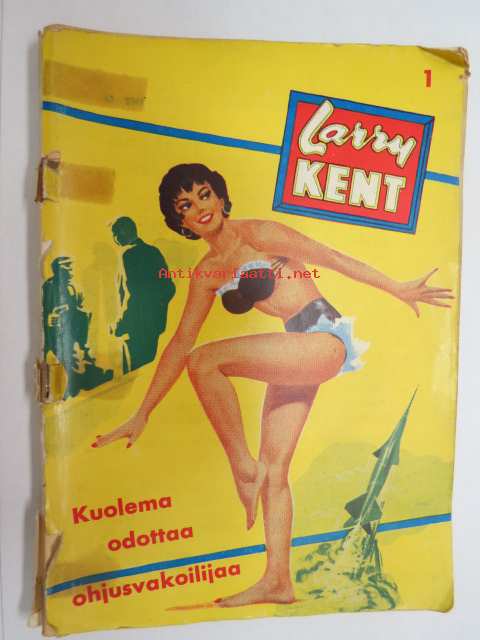 1
Larry
KENT
Antikvariaatti.net
Kuolema
odottaa
ohjusvakoilijaa